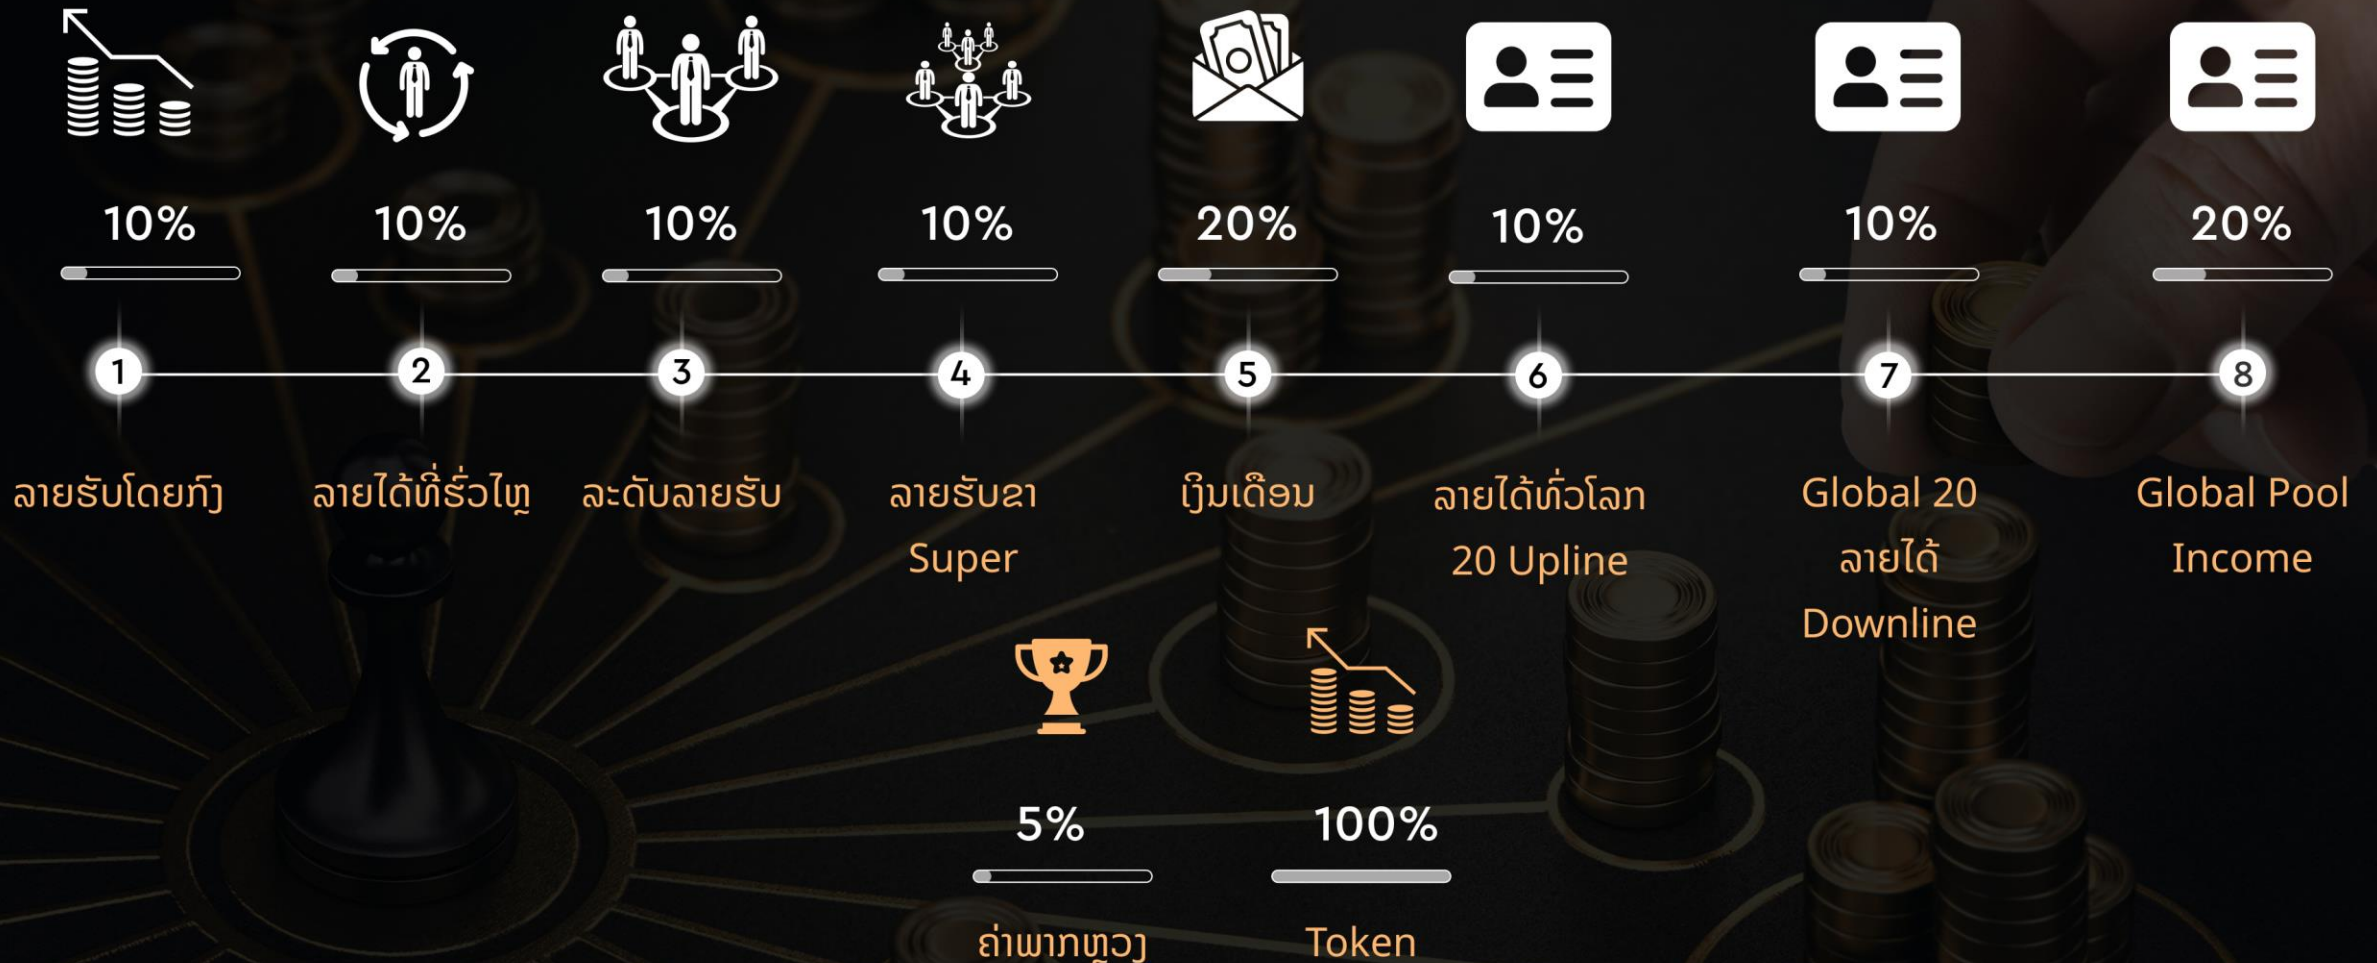 10%
10%
10%
10%
20%
10%
10%
20%
1
2
3
4
5
6
7
8
ລາຍຮັບໂດຍກົງ
ລາຍໄດ້ທີ່ຮົ່ວໄຫຼ
ລະດັບລາຍຮັບ
ລາຍຮັບຂາ
Super
ເງິນເດືອນ
ລາຍໄດ້ທົ່ວໂລກ
20 Upline
Global 20
ລາຍໄດ້
Downline
Global Pool
Income
5%
100%
ຄ່າພາກຫຼວງ
Token